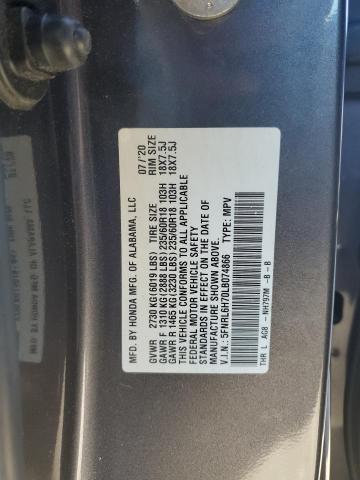 MFD. BY HONDA MFG. OF ALABAMA, LLC 07/'20
TIRE SIZE RIM SIZE
GVWR 2730 KG(6019 LBS)
GAWR F 1310 KG(2888 LBS)235/60R18 103H 18X7.5J
GAWR R 1465 KG(3230 LBS)235/60R18 103H 18X7.5J
THIS VEHICLE CONFORMS TO ALL APPLICABLE
FEDERAL MOTOR VEHICLE SAFETY
STANDARDS IN EFFECT ON THE DATE OF
MANUFACTURE SHOWN ABOVE.
V.I.N.: 5FNRL6H70LB074866 TYPE: MPV
THR L AG8 - NH797M -B -B